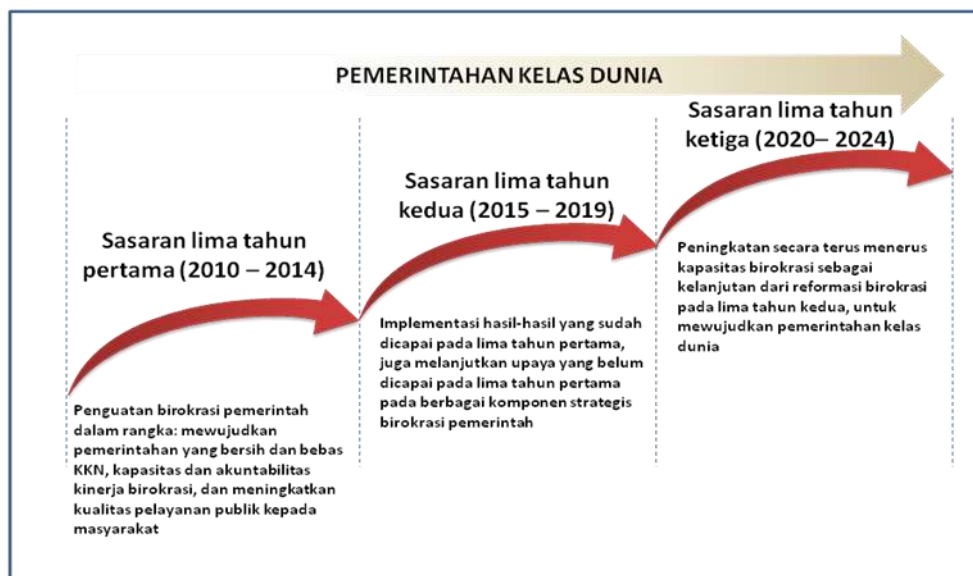 PEMERINTAHAN KELAS DUNIA
Sasaran lima tahun
pertama (2010 – 2014)
Penguatan birokrasi pemerintah
dalam rangka: mewujudkan
pemerintahan yang bersih dan bebas
KKN, kapasitas dan akuntabilitas
kinerja birokrasi, dan meningkatkan
kualitas pelayanan publik kepada
masyarakat
Sasaran lima tahun
kedua (2015 – 2019)
Implementasi hasil-hasil yang sudah
dicapai pada lima tahun pertama,
juga melanjutkan upaya yang belum
dicapai pada lima tahun pertama
pada berbagai komponen strategis
birokrasi pemerintah
Sasaran lima tahun
ketiga (2020– 2024)
Peningkatan secara terus menerus
kapasitas birokrasi sebagai
kelanjutan dari reformasi birokrasi
pada lima tahun kedua, untuk
mewujudkan pemerintahan kelas
dunia